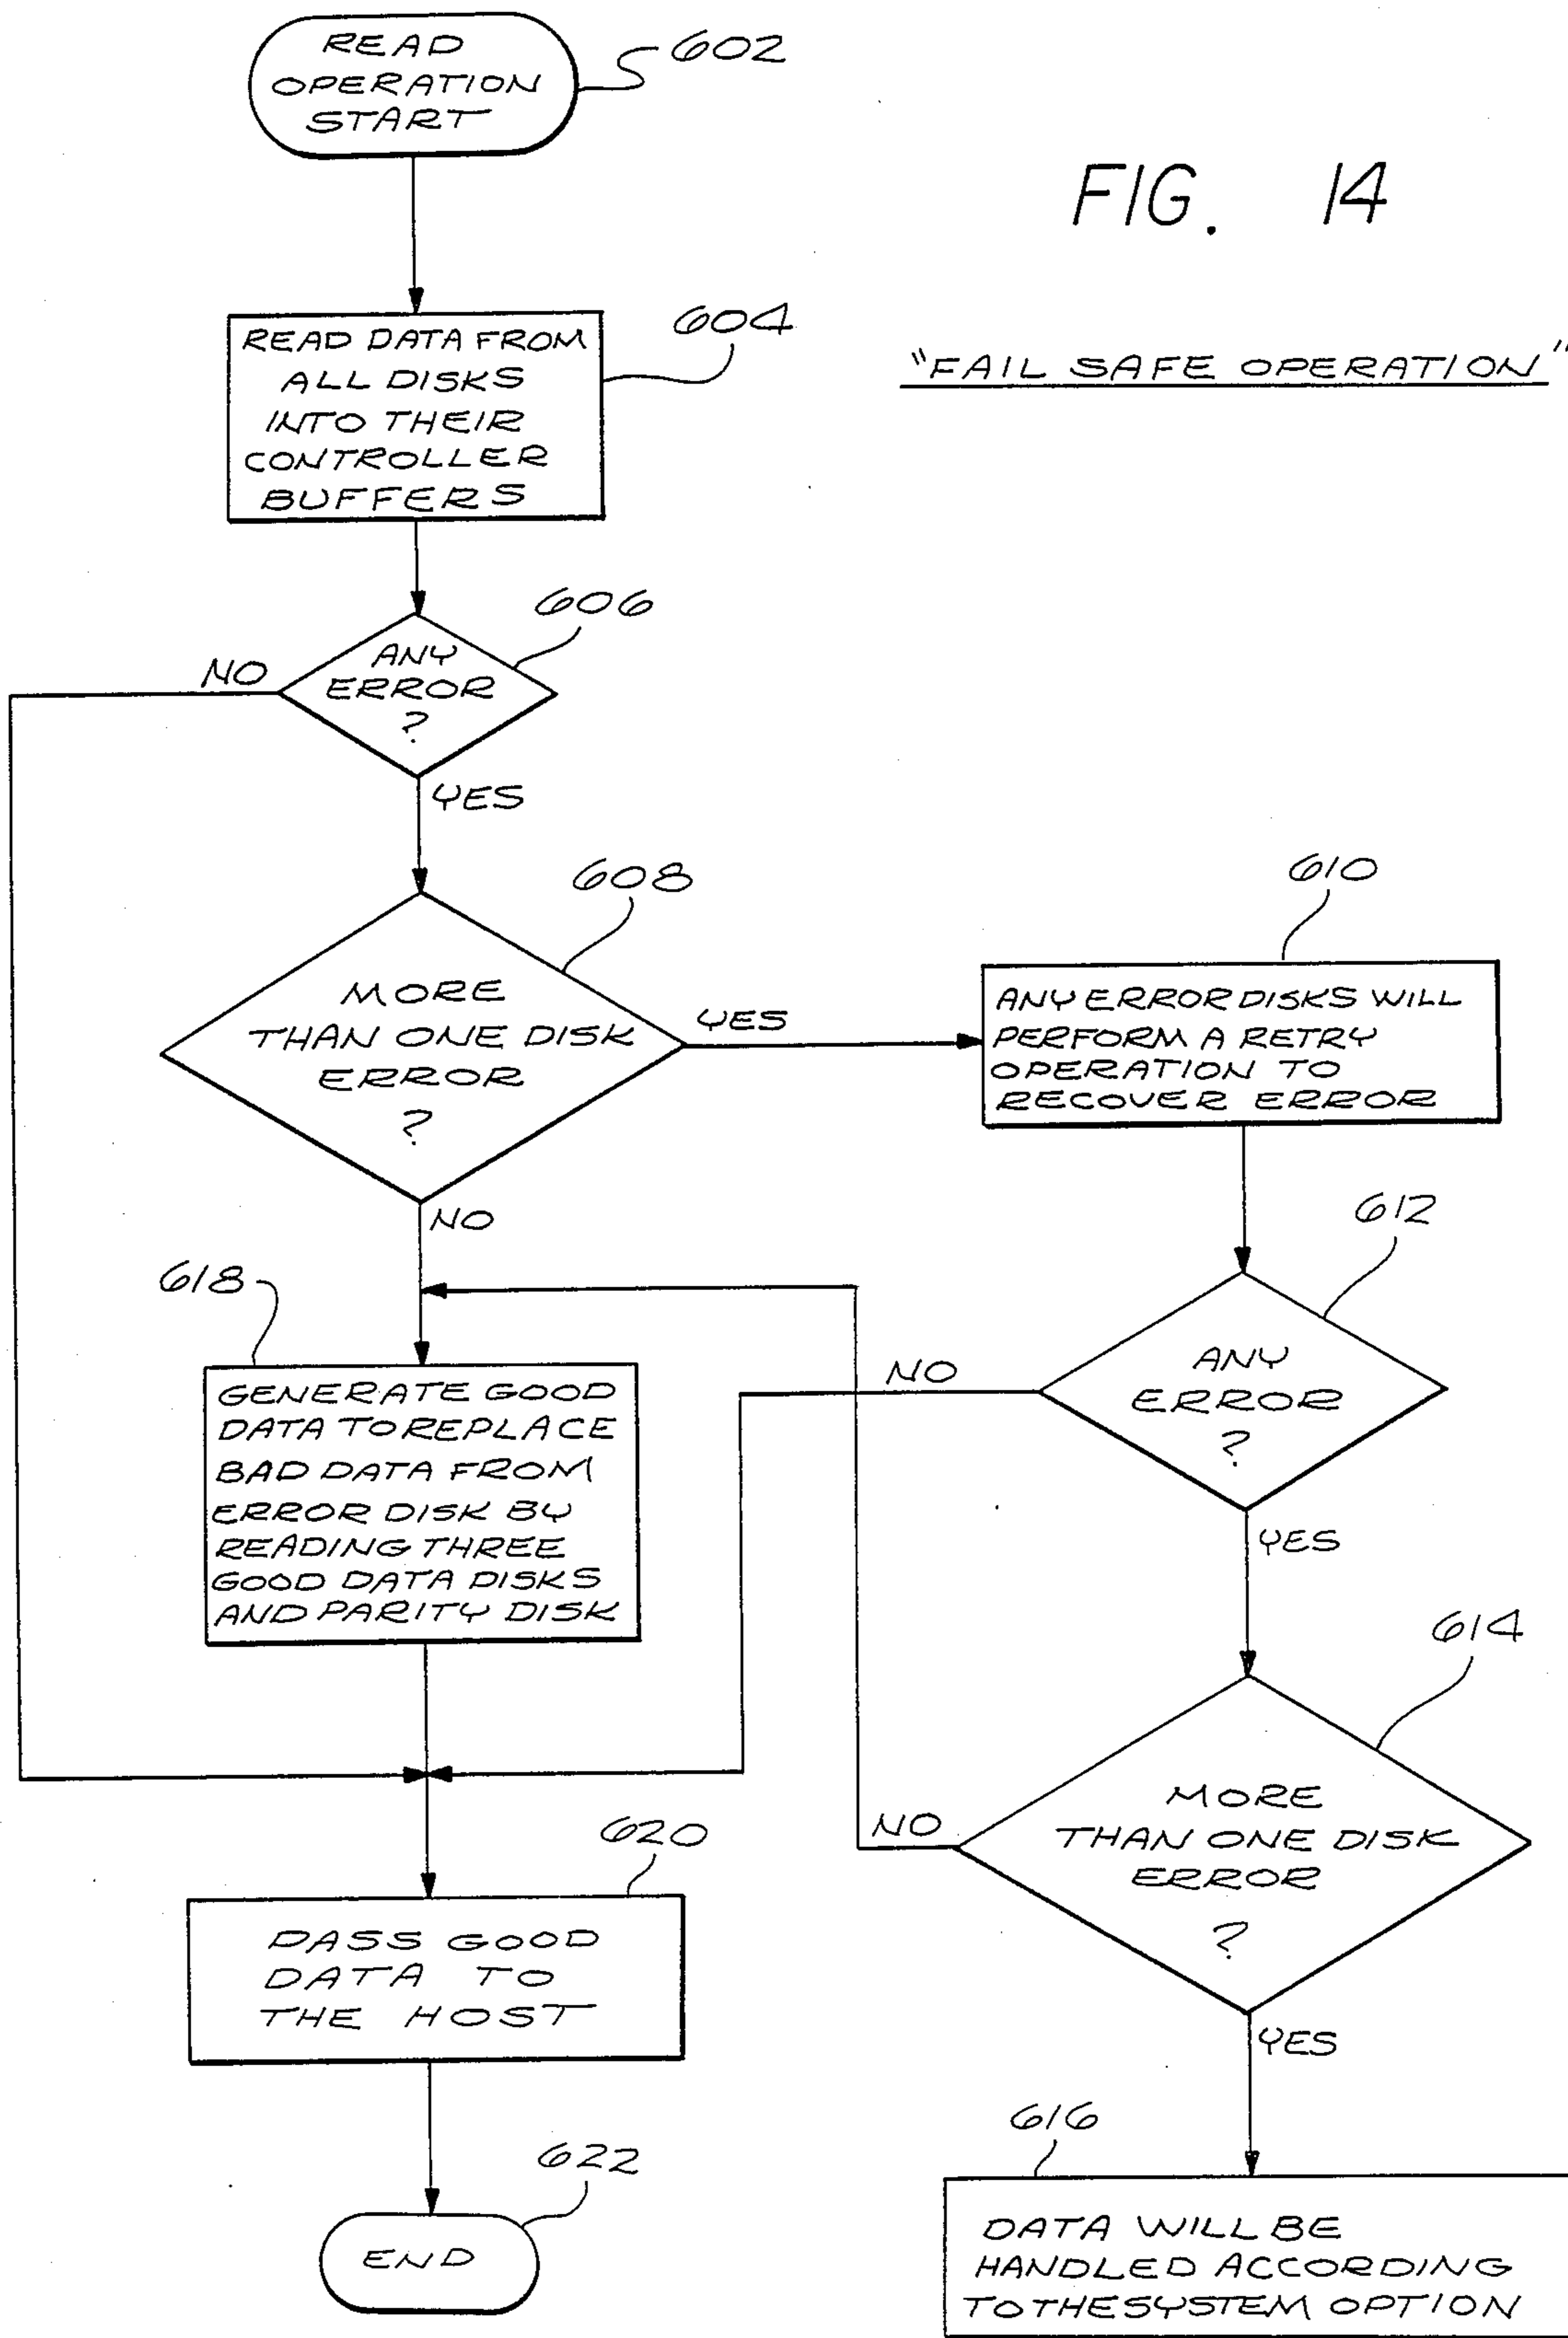 READ
OPERATION
START
602
FIG. 14
"FAIL SAFE OPERATION"
READ DATA FROM
ALL DISKS
INTO THEIR
CONTROLLER
BUFFERS
604
ANY
ERROR
?
606
NO
YES
MORE
THAN ONE DISK
ERROR
?
608
YES
NO
ANY ERROR DISKS WILL
PERFORM A RETRY
OPERATION TO
RECOVER ERROR
610
ANY
ERROR
?
612
NO
YES
618
GENERATE GOOD
DATA TO REPLACE
BAD DATA FROM
ERROR DISK BY
READING THREE
GOOD DATA DISKS
AND PARITY DISK
MORE
THAN ONE DISK
ERROR
?
614
NO
YES
620
PASS GOOD
DATA TO
THE HOST
616
DATA WILL BE
HANDLED ACCORDING
TO THE SYSTEM OPTION
622
END